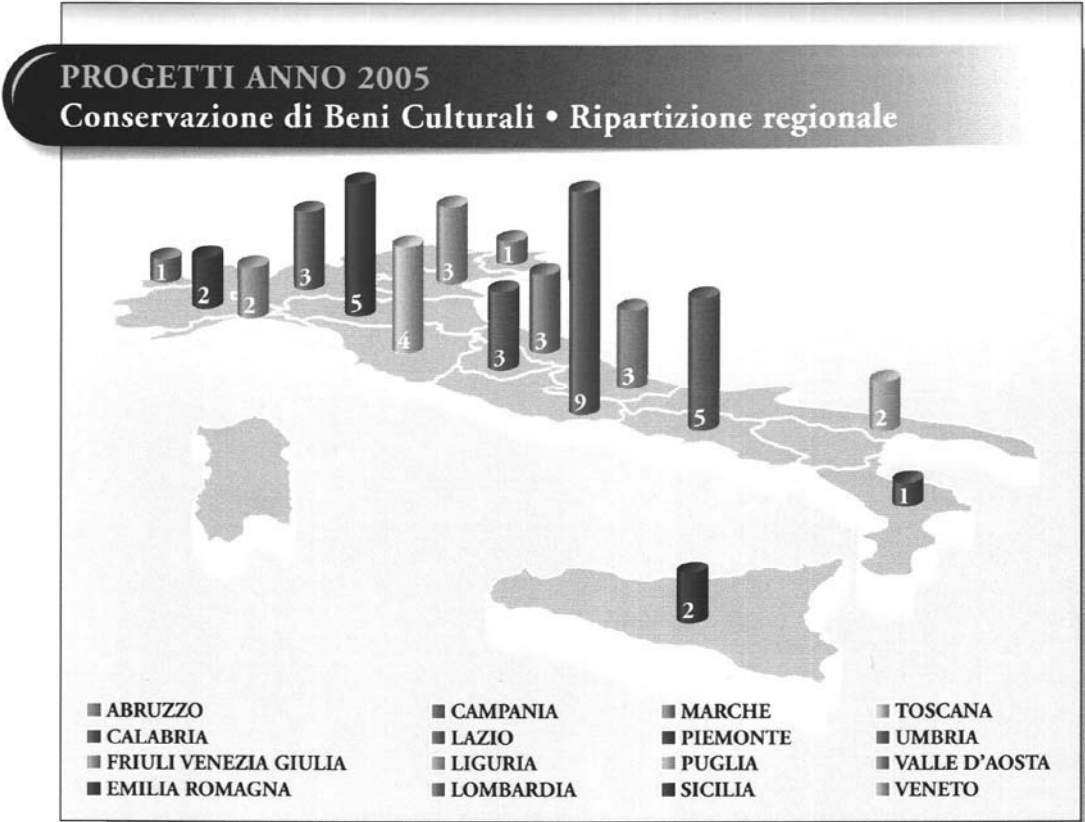 PROGETTI ANNO 2005
Conservazione di Beni Culturali • Ripartizione regionale
1
2
2
3
5
4
3
1
3
3
9
3
5
2
1
2
ABRUZZO
CALABRIA
FRIULI VENEZIA GIULIA
EMILIA ROMAGNA
CAMPANIA
LAZIO
LIGURIA
LOMBARDIA
MARCHE
PIEMONTE
PUGLIA
SICILIA
TOSCANA
UMBRIA
VALLE D'AOSTA
VENETO